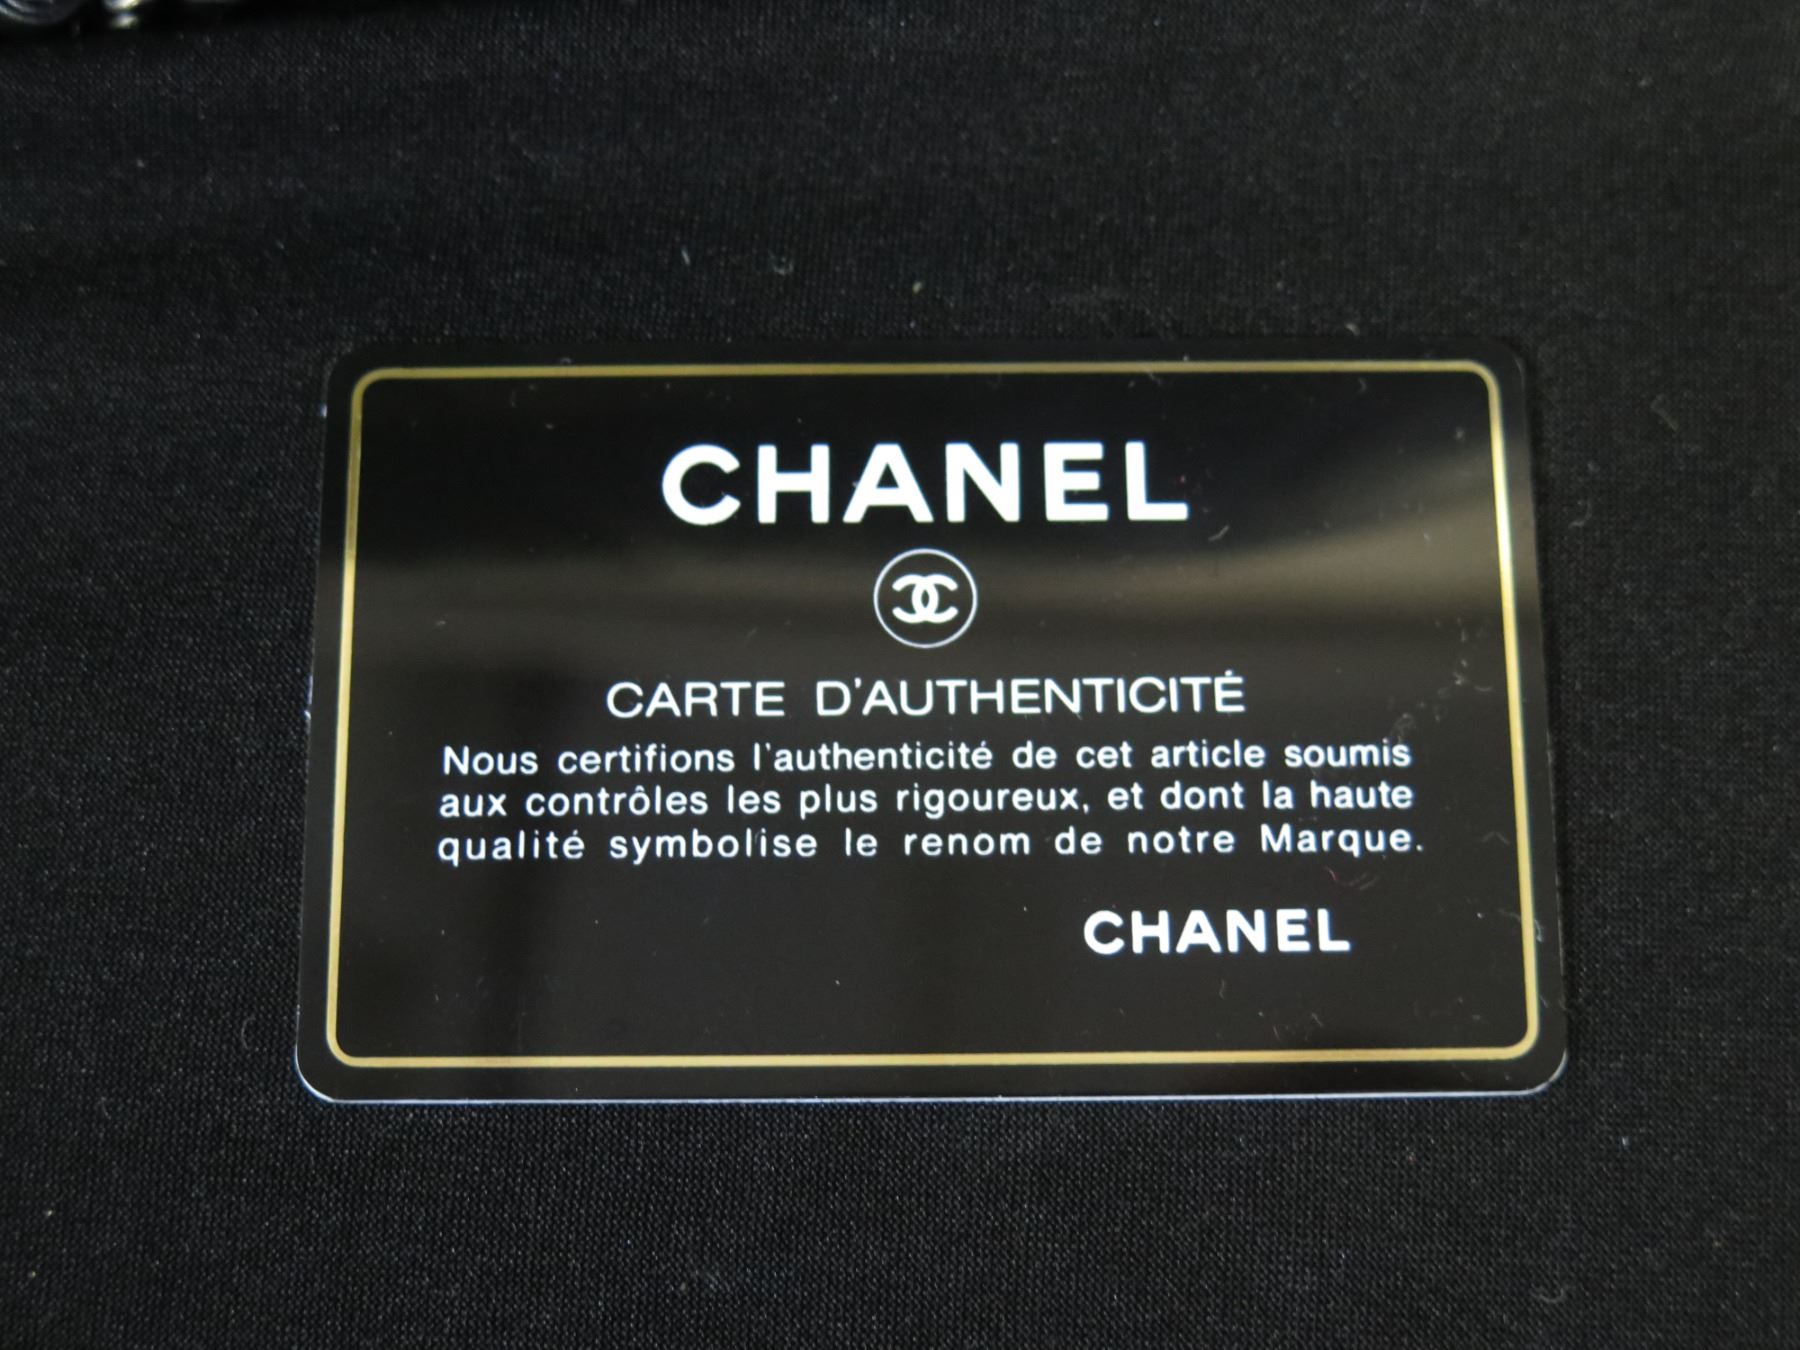 CHANEL
CARTE D'AUTHENTICITÉ
Nous certifions l'authenticité de cet article soumis
aux contrôles les plus rigoureux, et dont la haute
qualité symbolise le renom de notre Marque.
CHANEL